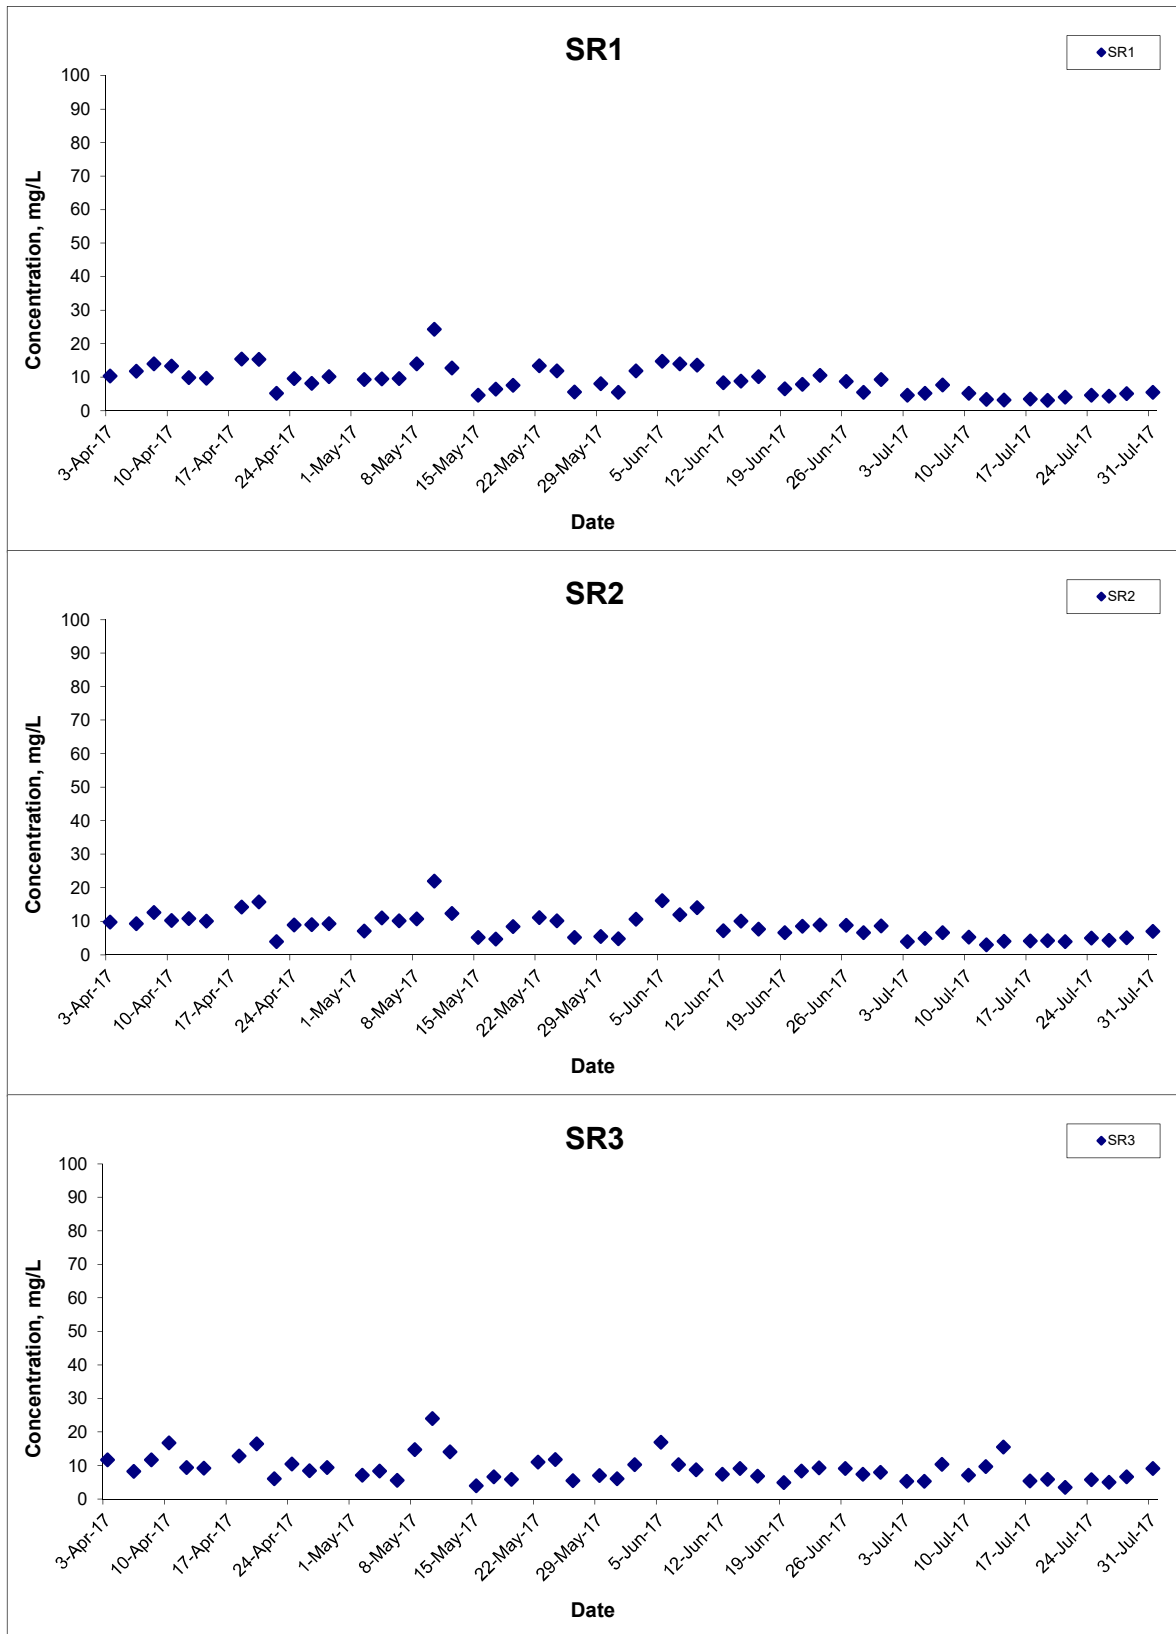 SR1
SR1
100
90
80
70
60
50
40
30
20
10
0
Concentration, mg/L
3-Apr-17
10-Apr-17
17-Apr-17
24-Apr-17
1-May-17
8-May-17
15-May-17
22-May-17
29-May-17
5-Jun-17
12-Jun-17
19-Jun-17
26-Jun-17
3-Jul-17
10-Jul-17
17-Jul-17
24-Jul-17
31-Jul-17
Date
SR2
SR2
100
90
80
70
60
50
40
30
20
10
0
Concentration, mg/L
3-Apr-17
10-Apr-17
17-Apr-17
24-Apr-17
1-May-17
8-May-17
15-May-17
22-May-17
29-May-17
5-Jun-17
12-Jun-17
19-Jun-17
26-Jun-17
3-Jul-17
10-Jul-17
17-Jul-17
24-Jul-17
31-Jul-17
Date
SR3
SR3
100
90
80
70
60
50
40
30
20
10
0
Concentration, mg/L
3-Apr-17
10-Apr-17
17-Apr-17
24-Apr-17
1-May-17
8-May-17
15-May-17
22-May-17
29-May-17
5-Jun-17
12-Jun-17
19-Jun-17
26-Jun-17
3-Jul-17
10-Jul-17
17-Jul-17
24-Jul-17
31-Jul-17
Date